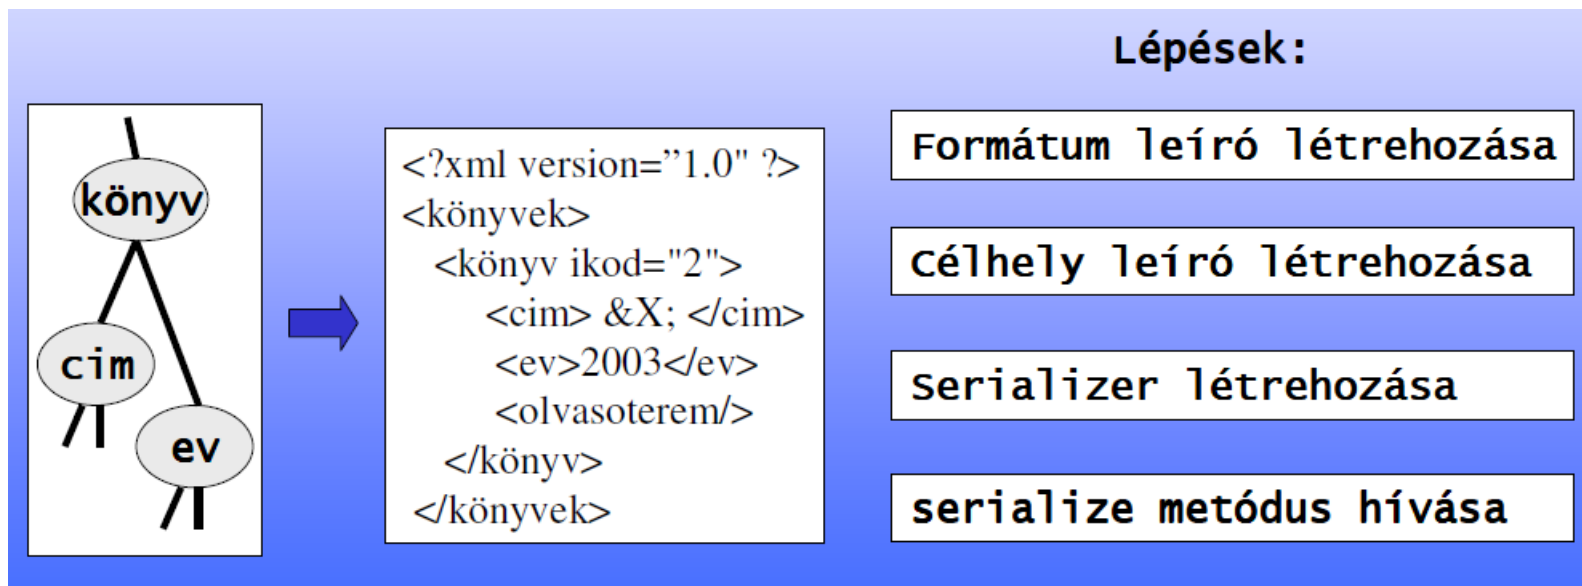 Lépések:
könyv
cim
ev
<?xml version=”1.0" ?>
<könyvek>
<könyv ikod="2">
<cim> &X; </cim>
<ev>2003</ev>
<olvasoterem/>
</könyv>
</könyvek>
Formátum leíró létrehozása
Célhely leíró létrehozása
Serializer létrehozása
serialize metódus hívása